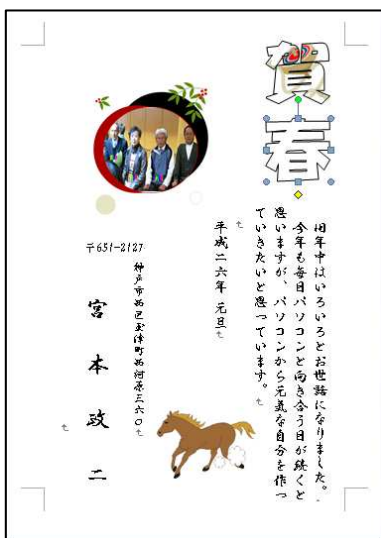 賀春
旧年中はいろいろとお世話になりました。
今年も毎日パソコンと向き合う日が続くと
思いますが、パソコンから元気な自分を作っ
ていきたいと思っています。
平成二六年 元旦
〒651-2127
神戸市西区玉津町西河原三六〇
宮本政二